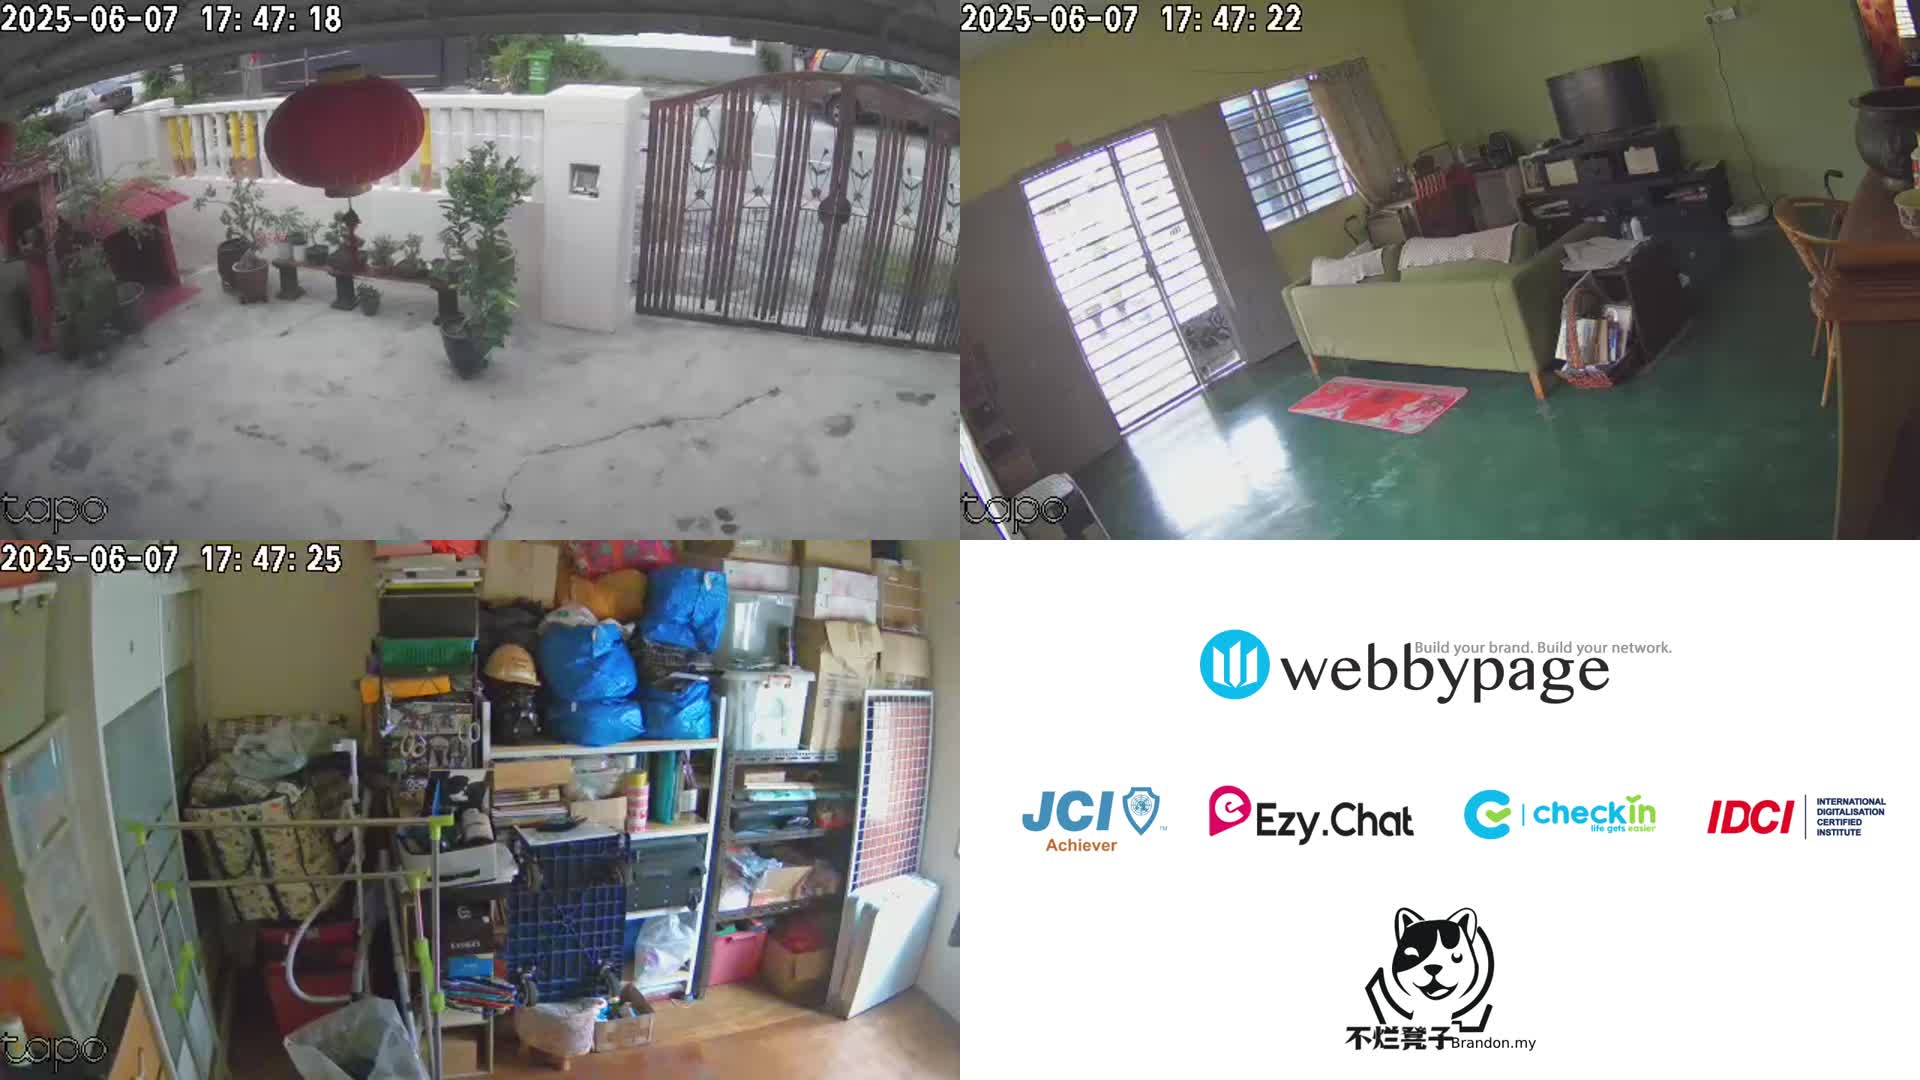 2025-06-07 17:47:18
tapo
2025-06-07 17:47:22
tapo
2025-06-07 17:47:25
tapo
webbypage
Build your brand. Build your network.
JCI
Achiever
Ezy.Chat
checkin
life gets easier
IDCI
INTERNATIONAL
DIGITALISATION
CERTIFIED
INSTITUTE
不烂凳子
Brandon.my